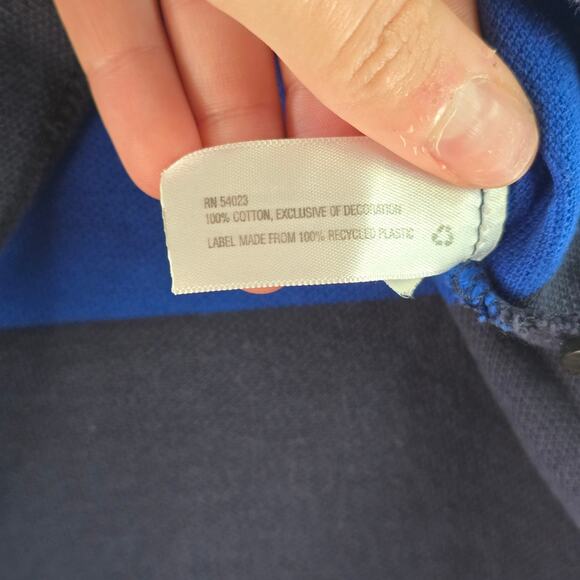 RN 54023
100% COTTON, EXCLUSIVE OF DECORATION
LABEL MADE FROM 100% RECYCLED PLASTIC